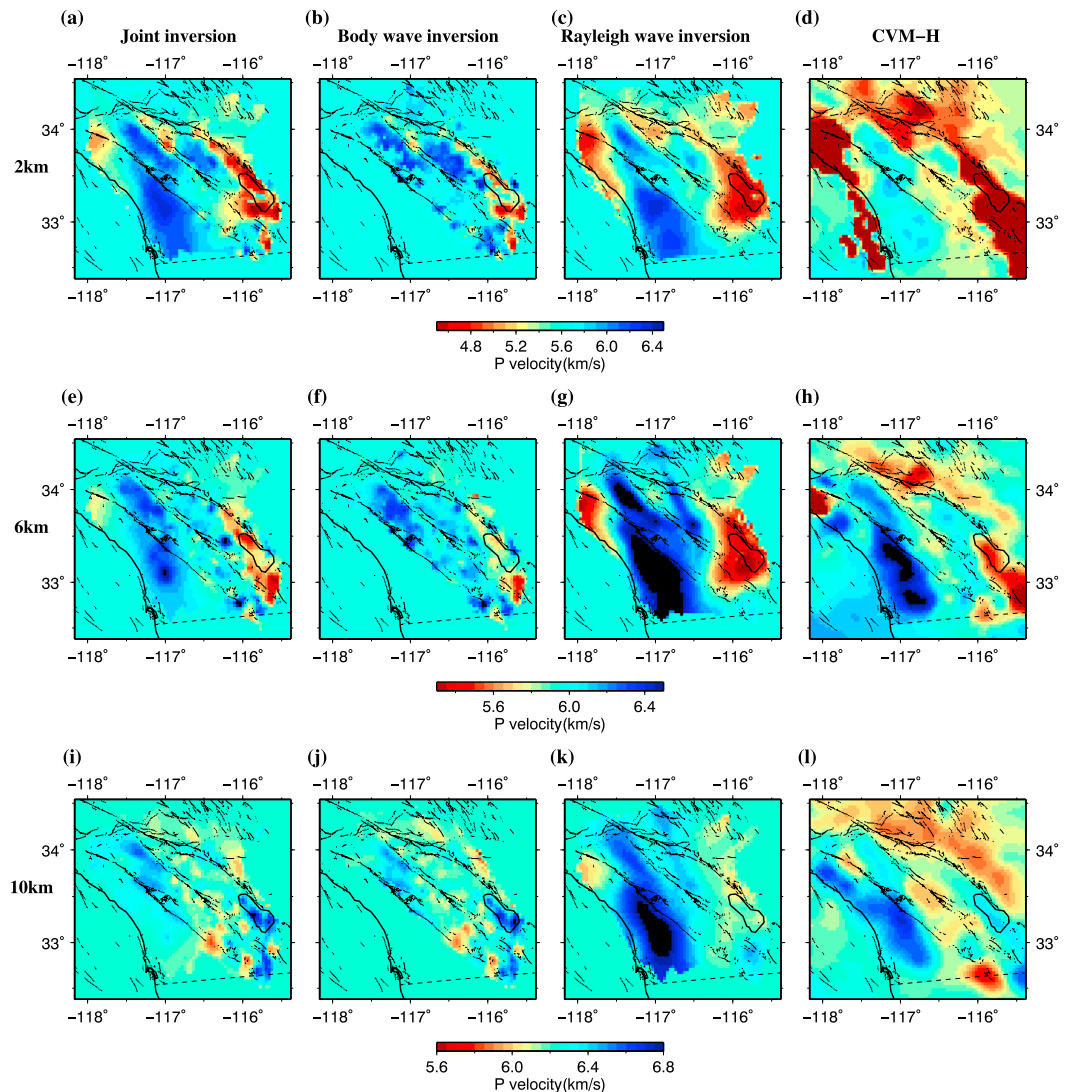 (a) (b) (c) (d)
Joint inversion Body wave inversion Rayleigh wave inversion CVM−H
−118° −117° −116° −118° −117° −116° −118° −117° −116° −118° −117° −116°
34° 34°
2km
33° 33°
−118° −117° −116° −118° −117° −116° −118° −117° −116° −118° −117° −116°
4.8 5.2 5.6 6.0 6.4
P velocity(km/s)
(e) (f) (g) (h)
−118° −117° −116° −118° −117° −116° −118° −117° −116° −118° −117° −116°
34° 34°
6km
33° 33°
−118° −117° −116° −118° −117° −116° −118° −117° −116° −118° −117° −116°
5.6 6.0 6.4
P velocity(km/s)
(i) (j) (k) (l)
−118° −117° −116° −118° −117° −116° −118° −117° −116° −118° −117° −116°
34° 34°
10km
33° 33°
−118° −117° −116° −118° −117° −116° −118° −117° −116° −118° −117° −116°
5.6 6.0 6.4 6.8
P velocity(km/s)